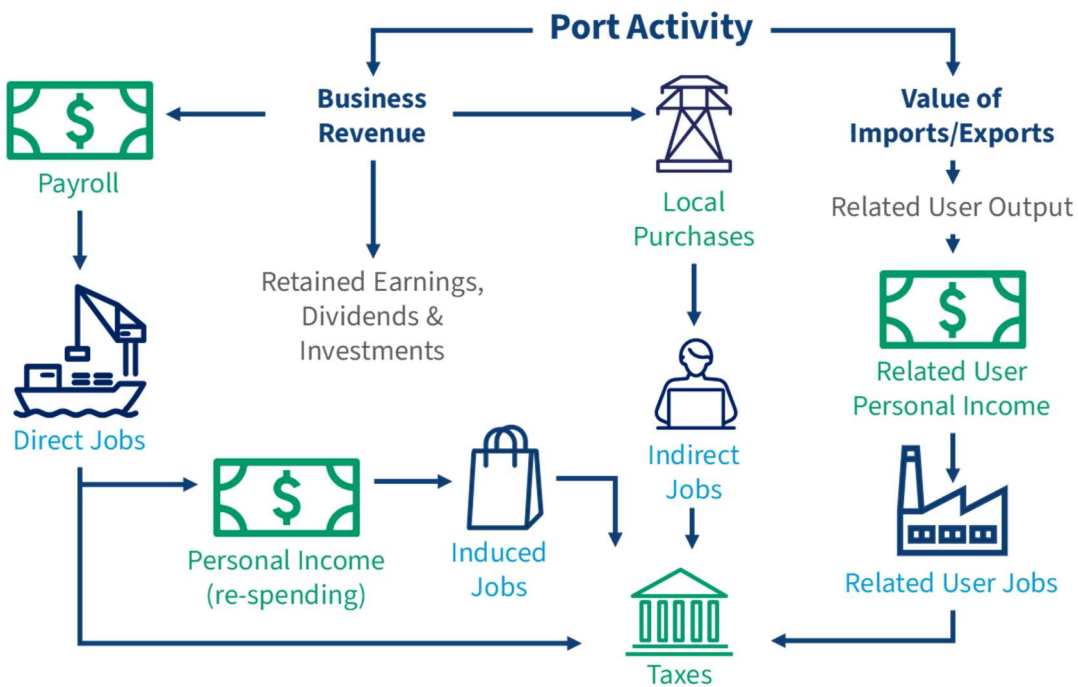 Port Activity
Business
Revenue
Value of
Imports/Exports
$
Payroll
Local
Purchases
Related User Output
Retained Earnings,
Dividends &
Investments
$
Related User
Personal Income
Direct Jobs
Indirect
Jobs
$
Personal Income
(re-spending)
Induced
Jobs
Related User Jobs
Taxes